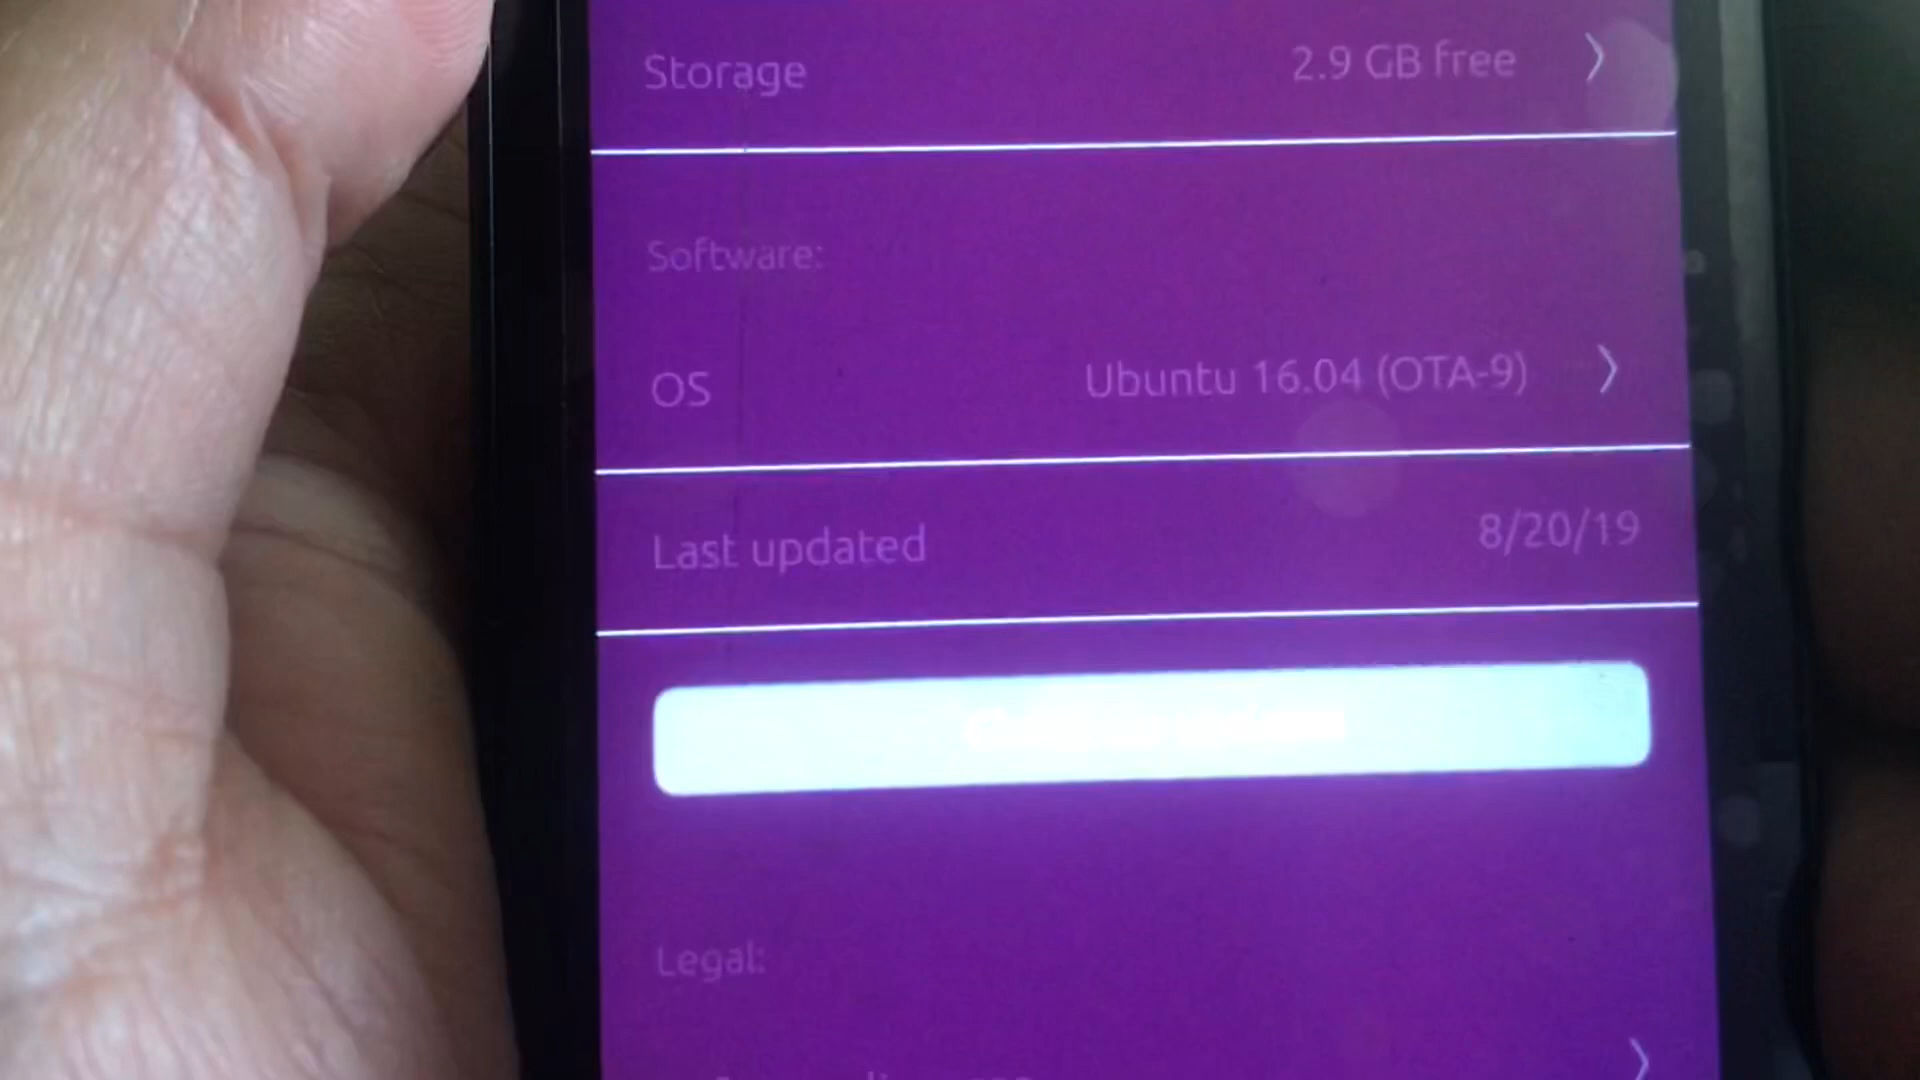 Storage 2.9 GB free
Software:
OS Ubuntu 16.04 (OTA-9)
Last updated 8/20/19
Legal: